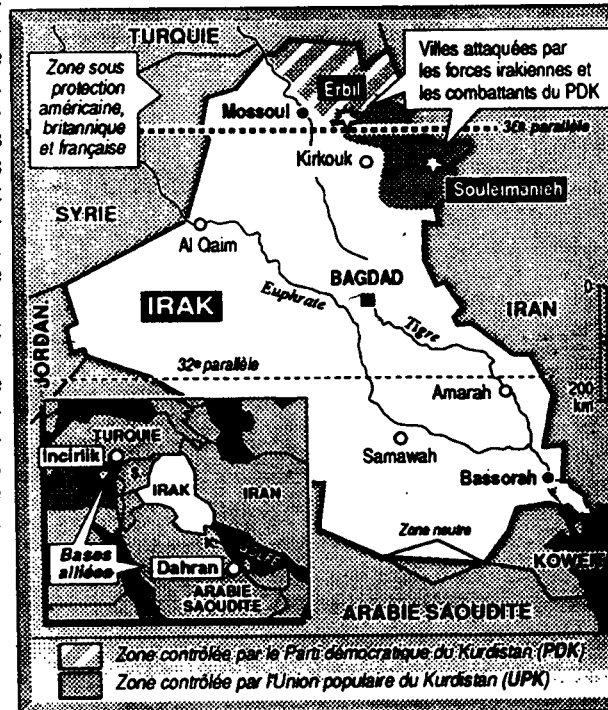 TURQUIE
Zone sous
protection
américaine,
britannique
et française
Villes attaquées par
les forces irakiennes et
les combattants du PDK
Erbil
Mossoul
36e parallèle
Kirkouk
Souleimanieh
SYRIE
Al Qaim
BAGDAD
IRAK
Euphrate
Tigre
IRAN
0
200
km
JORDAN.
32e parallèle
Amarah
Samawah
Bassorah
Zone neutre
KOWEIT
ARABIE SAOUDITE
TURQUIE
Incirlik
IRAK
IRAN
Bases
alliées
Dahran
ARABIE
SAOUDITE
Zone contrôlée par le Parti démocratique du Kurdistan (PDK)
Zone contrôlée par l'Union populaire du Kurdistan (UPK)